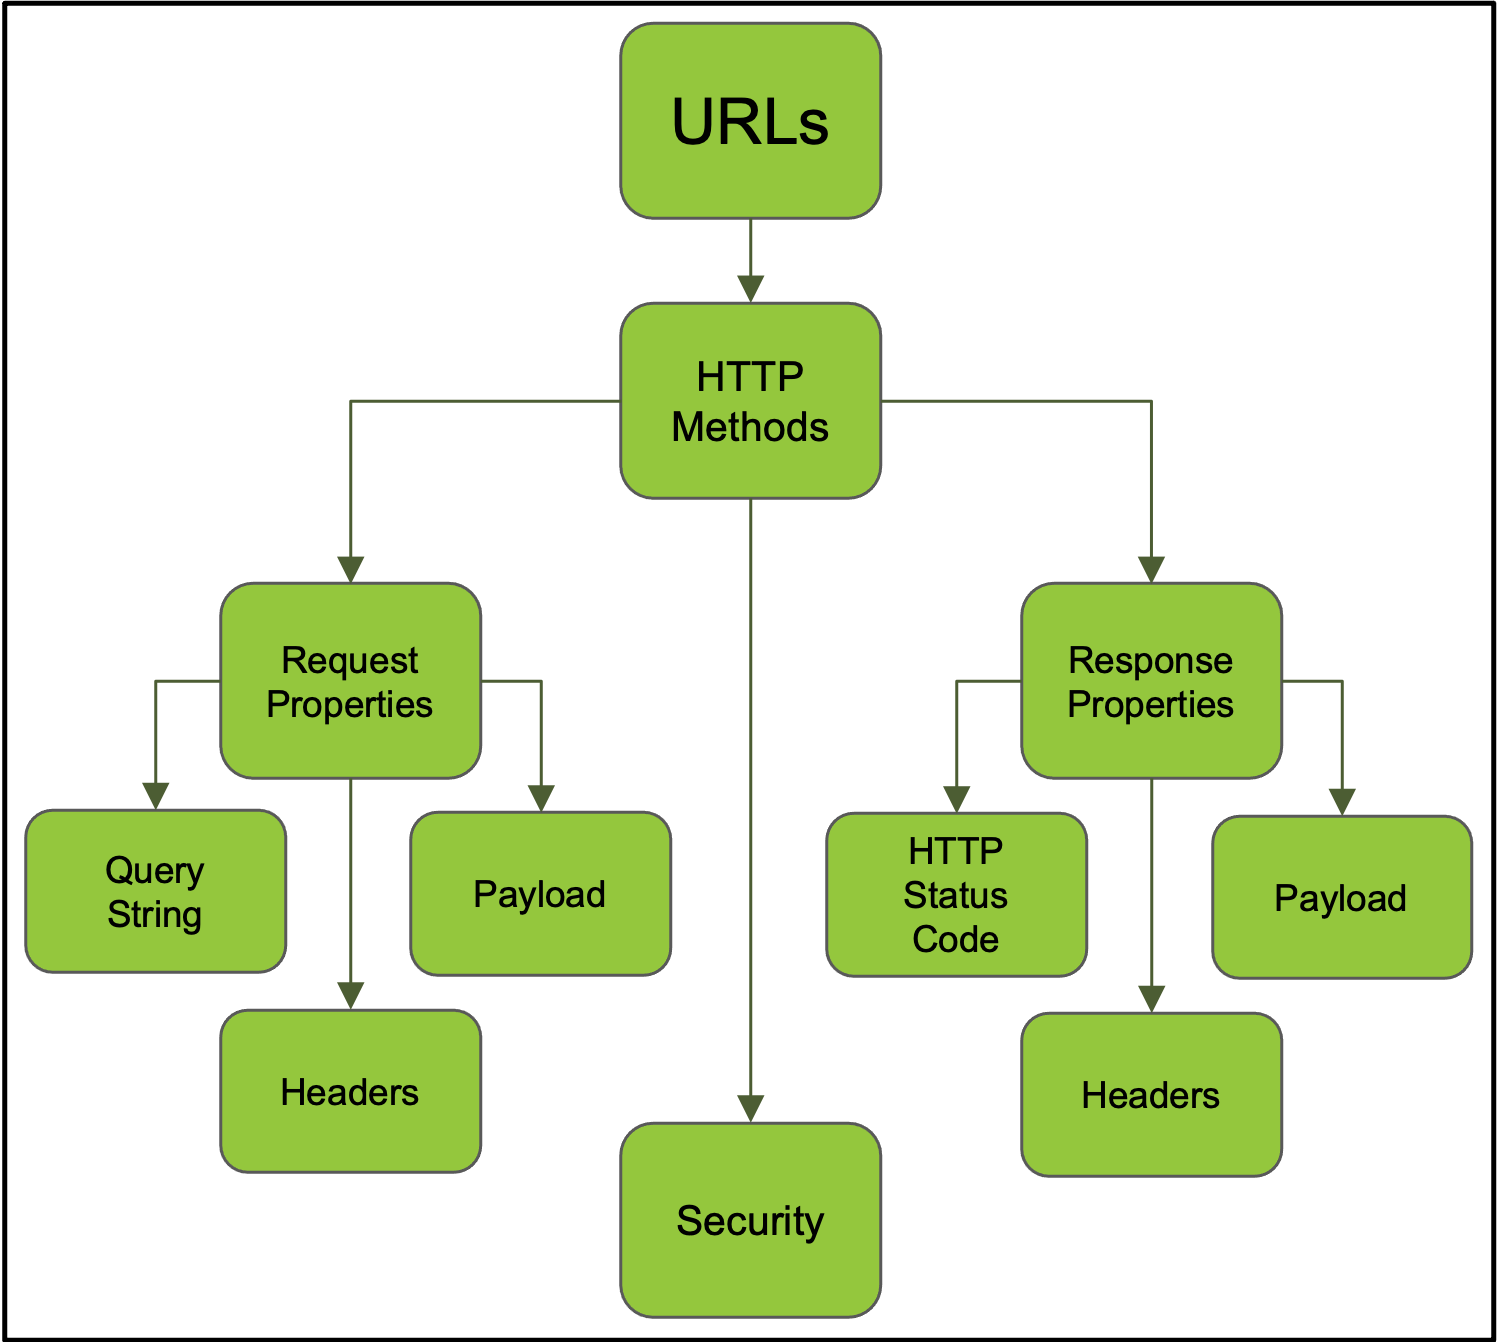 URLs
HTTP
Methods
Request
Properties
Response
Properties
Query
String
Payload
HTTP
Status
Code
Payload
Headers
Headers
Security